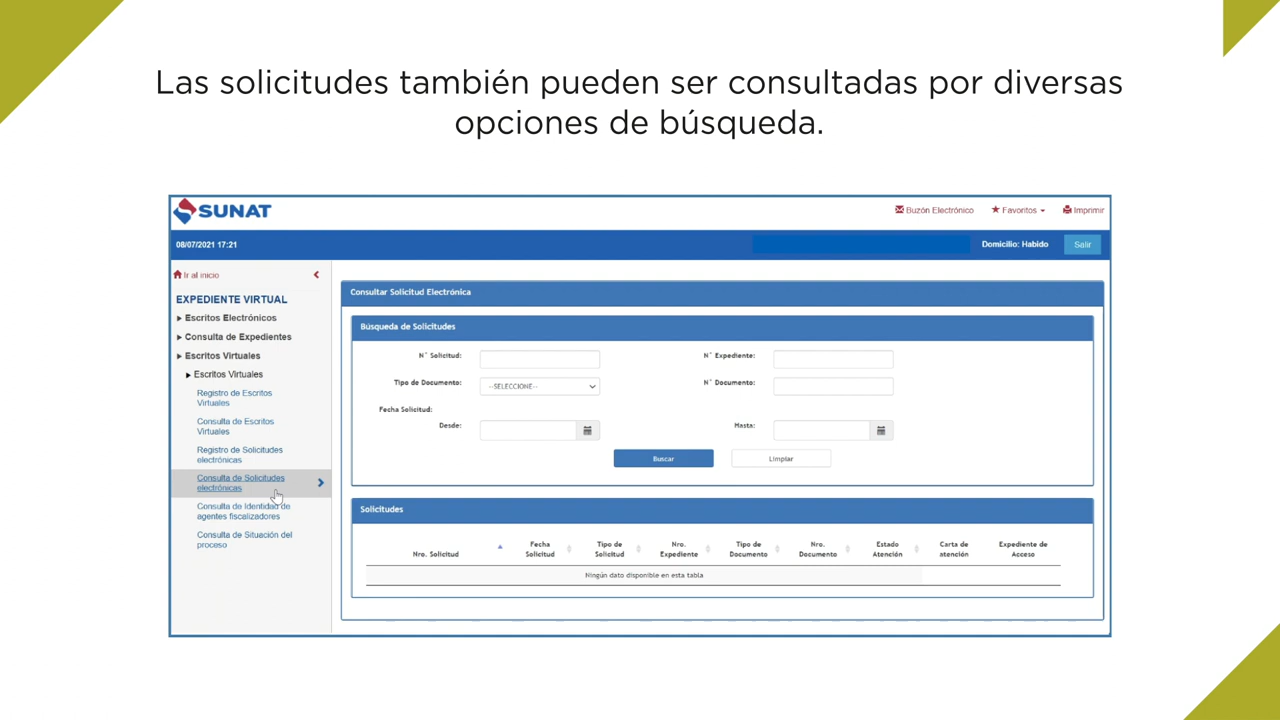 Las solicitudes también pueden ser consultadas por diversas
opciones de búsqueda.
SUNAT
Buzón Electrónico Favoritos Imprimir
08/07/2021 17:21 Domicilio: Habido Salir
Ir al inicio
EXPEDIENTE VIRTUAL
Escritos Electrónicos
Consulta de Expedientes
Escritos Virtuales
Escritos Virtuales
Registro de Escritos
Virtuales
Consulta de Escritos
Virtuales
Registro de Solicitudes
electrónicas
Consulta de Solicitudes
electrónicas
Consulta de Identidad de
agentes fiscalizadores
Consulta de Situación del
proceso
Consultar Solicitud Electrónica
Búsqueda de Solicitudes
N° Solicitud: N° Expediente:
Tipo de Documento: --SELECCIONE-- N° Documento:
Fecha Solicitud:
Desde: Hasta:
Buscar Limpiar
Solicitudes
Nro. Solicitud
Fecha
Solicitud
Tipo de
Solicitud
Nro.
Expediente
Tipo de
Documento
Nro.
Documento
Estado
Atención
Carta de
atención
Expediente de
Acceso
Ningún dato disponible en esta tabla